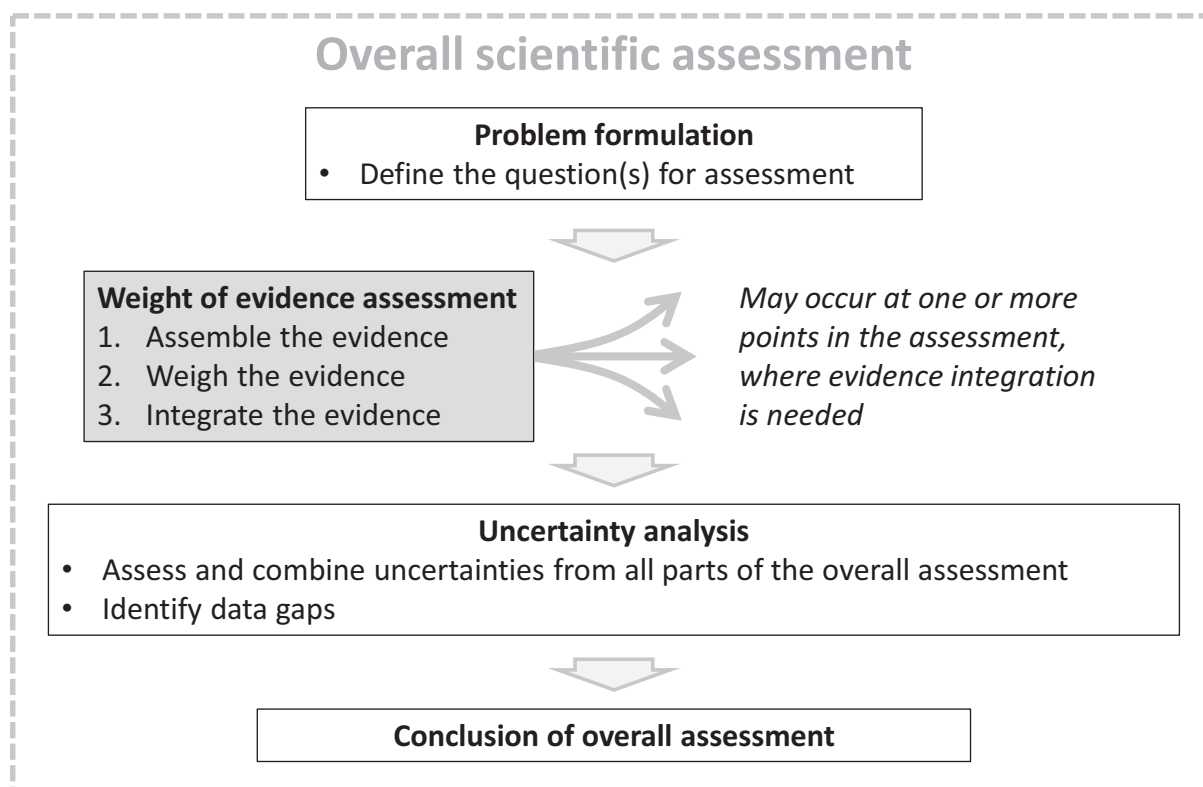 Overall scientific assessment
Problem formulation
• Define the question(s) for assessment
Weight of evidence assessment
1. Assemble the evidence
2. Weigh the evidence
3. Integrate the evidence
May occur at one or more
points in the assessment,
where evidence integration
is needed
Uncertainty analysis
• Assess and combine uncertainties from all parts of the overall assessment
• Identify data gaps
Conclusion of overall assessment